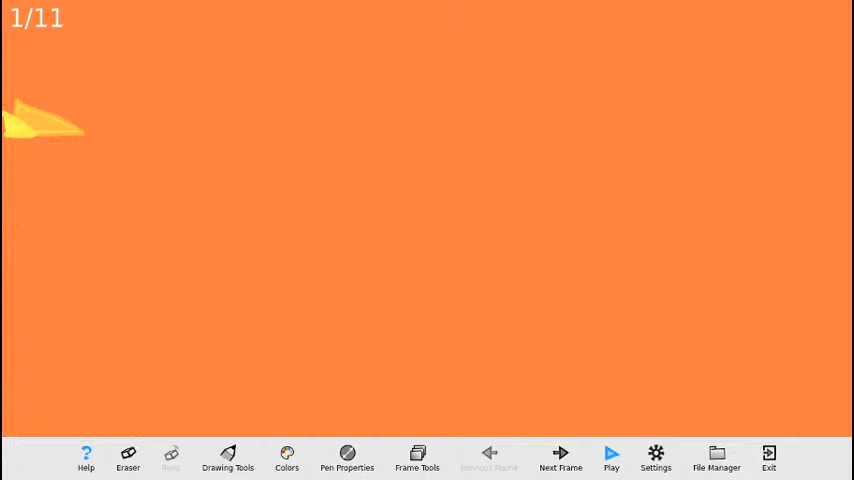 1/11
Help Eraser Redo Drawing Tools Colors Pen Properties Frame Tools Previous Frame Next Frame Play Settings File Manager Exit